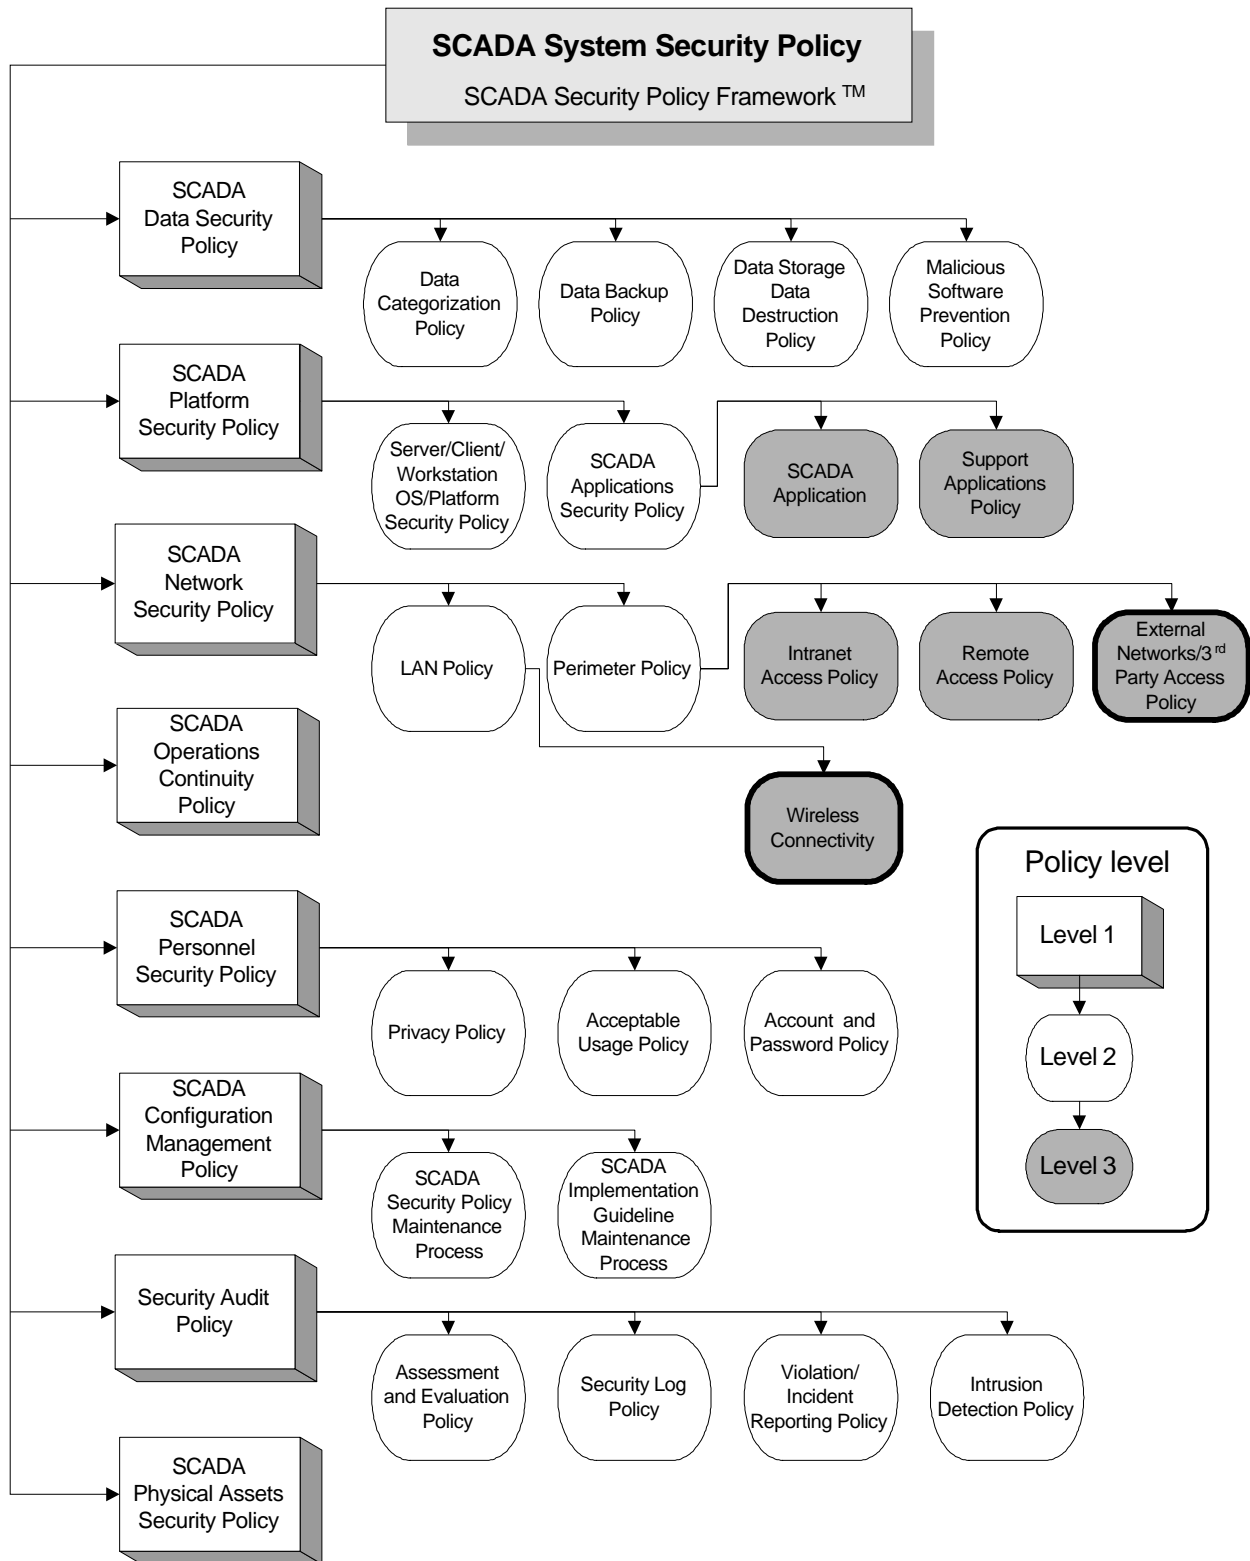 SCADA System Security Policy
SCADA Security Policy Framework TM
SCADA
Data Security
Policy
Data
Categorization
Policy
Data Backup
Policy
Data Storage
Data
Destruction
Policy
Malicious
Software
Prevention
Policy
SCADA
Platform
Security Policy
Server/Client/
Workstation
OS/Platform
Security Policy
SCADA
Applications
Security Policy
SCADA
Application
Support
Applications
Policy
SCADA
Network
Security Policy
LAN Policy
Perimeter Policy
Intranet
Access Policy
Remote
Access Policy
External
Networks/3rd
Party Access
Policy
SCADA
Operations
Continuity
Policy
Wireless
Connectivity
Policy level
Level 1
Level 2
Level 3
SCADA
Personnel
Security Policy
Privacy Policy
Acceptable
Usage Policy
Account and
Password Policy
SCADA
Configuration
Management
Policy
SCADA
Security Policy
Maintenance
Process
SCADA
Implementation
Guideline
Maintenance
Process
Security Audit
Policy
Assessment
and Evaluation
Policy
Security Log
Policy
Violation/
Incident
Reporting Policy
Intrusion
Detection Policy
SCADA
Physical Assets
Security Policy